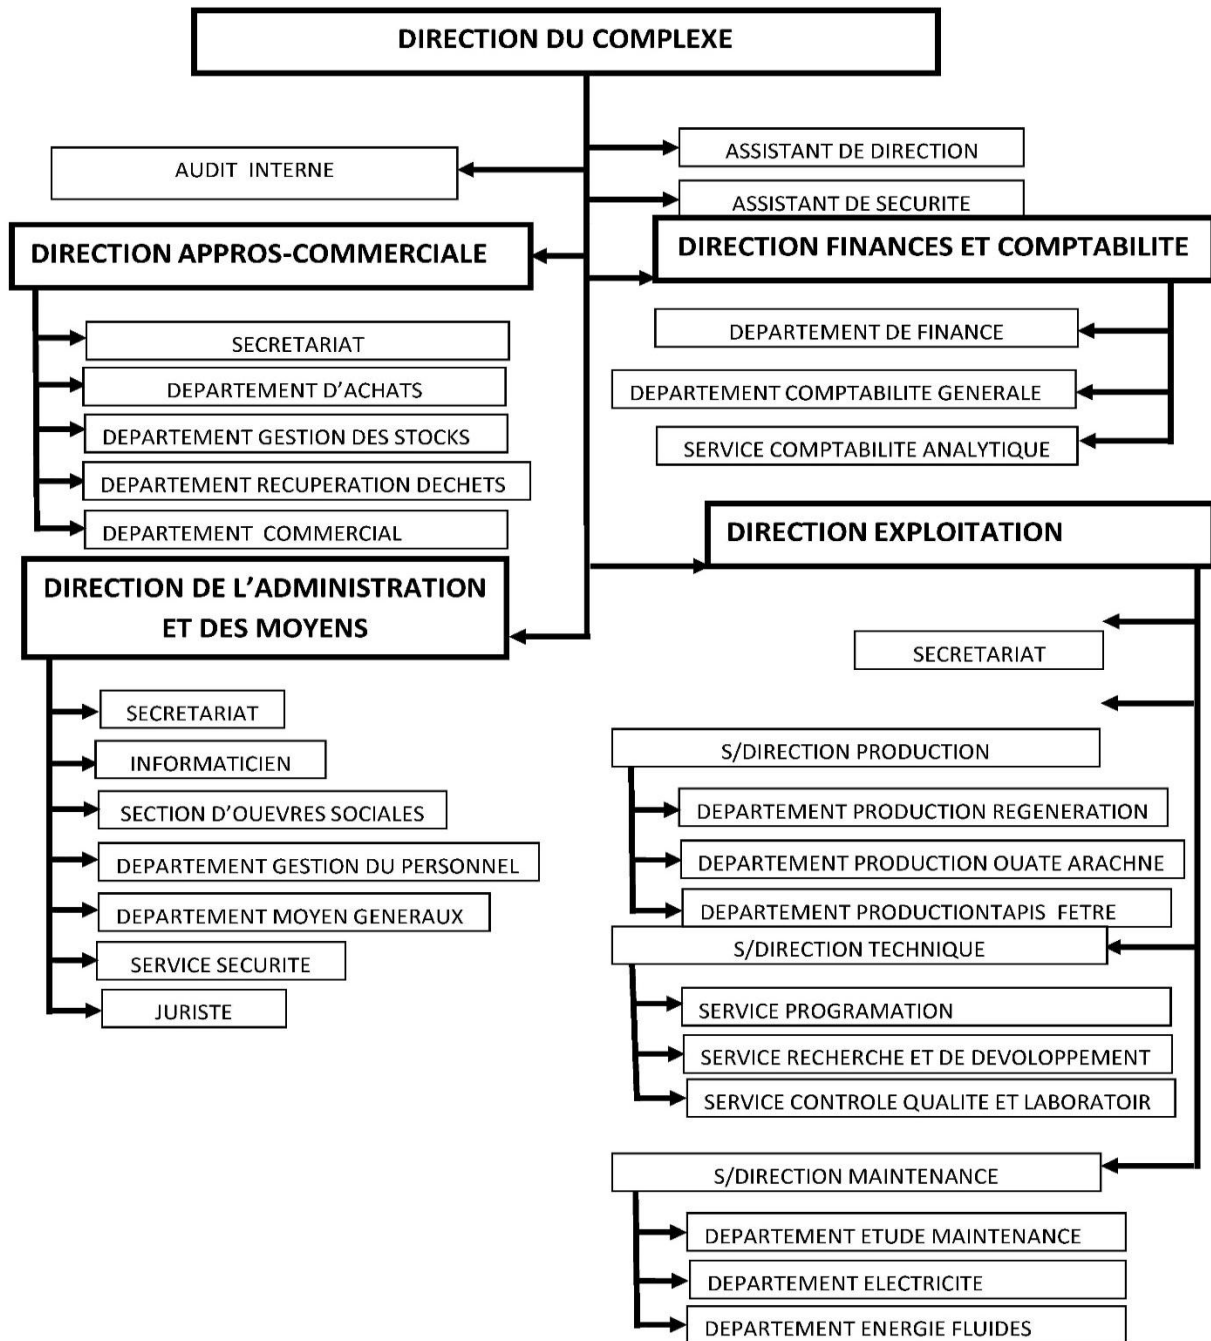 DIRECTION DU COMPLEXE
AUDIT INTERNE
ASSISTANT DE DIRECTION
ASSISTANT DE SECURITE
DIRECTION APPROS-COMMERCIALE
SECRETARIAT
DEPARTEMENT D'ACHATS
DEPARTEMENT GESTION DES STOCKS
DEPARTEMENT RECUPERATION DECHETS
DEPARTEMENT COMMERCIAL
DIRECTION FINANCES ET COMPTABILITE
DEPARTEMENT DE FINANCE
DEPARTEMENT COMPTABILITE GENERALE
SERVICE COMPTABILITE ANALYTIQUE
DIRECTION DE L'ADMINISTRATION
ET DES MOYENS
SECRETARIAT
INFORMATICIEN
SECTION D'OUEVRES SOCIALES
DEPARTEMENT GESTION DU PERSONNEL
DEPARTEMENT MOYEN GENERAUX
SERVICE SECURITE
JURISTE
DIRECTION EXPLOITATION
SECRETARIAT
S/DIRECTION PRODUCTION
DEPARTEMENT PRODUCTION REGENERATION
DEPARTEMENT PRODUCTION OUATE ARACHNE
DEPARTEMENT PRODUCTIONTAPIS FETRE
S/DIRECTION TECHNIQUE
SERVICE PROGRAMATION
SERVICE RECHERCHE ET DE DEVOLOPPEMENT
SERVICE CONTROLE QUALITE ET LABORATOIR
S/DIRECTION MAINTENANCE
DEPARTEMENT ETUDE MAINTENANCE
DEPARTEMENT ELECTRICITE
DEPARTEMENT ENERGIE FLUIDES